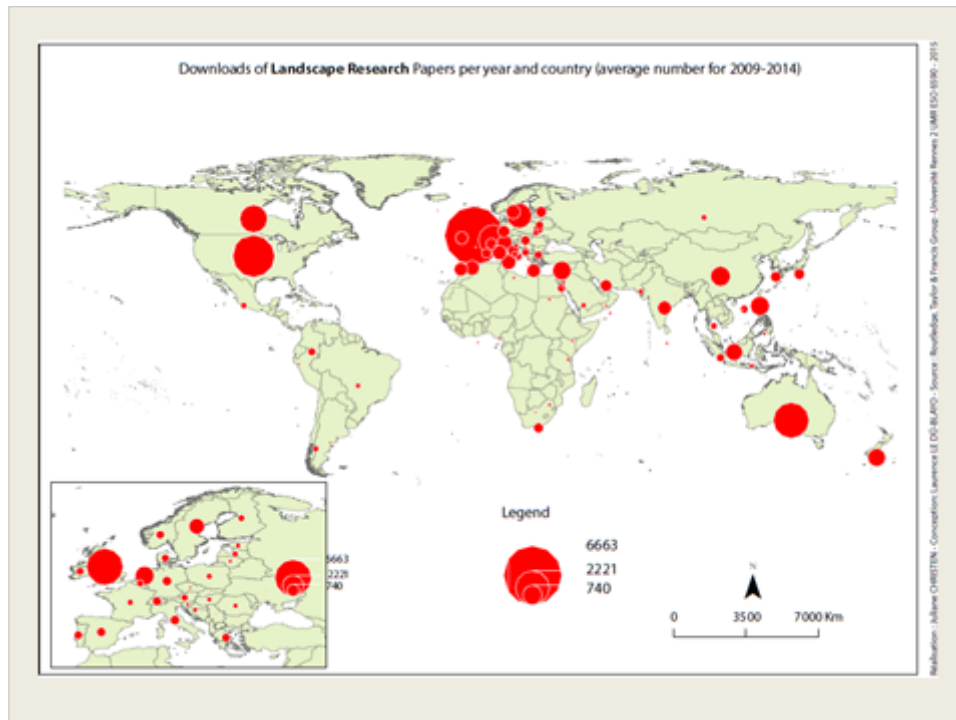 Downloads of Landscape Research Papers per year and country (average number for 2009-2014)
Réalisation : Juliane CHRISTEN - Conception: Laurence LE DÛ-BLAYO - Source : Routledge, Taylor & Francis Group - Université Rennes 2 UMR ESO 6590 - 2015
Legend
6663
2221
740
N
0 3500 7000 Km
6663
2221
740